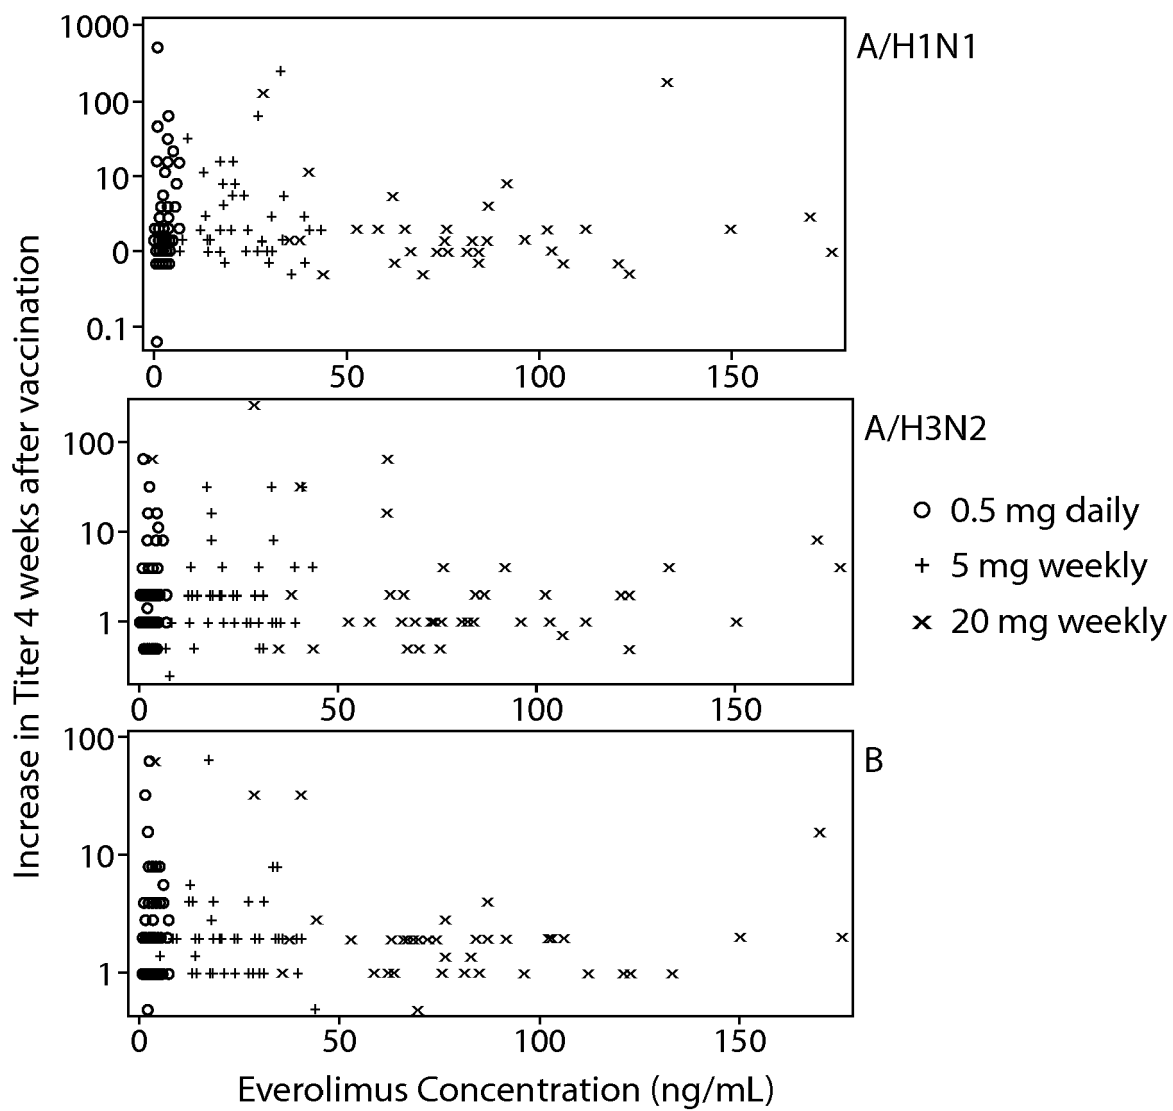 Increase in Titer 4 weeks after vaccination
1000
100
10
0
0.1
0 50 100 150
A/H1N1
100
10
1
0 50 100 150
A/H3N2
0.5 mg daily
5 mg weekly
20 mg weekly
100
10
1
0 50 100 150
B
Everolimus Concentration (ng/mL)